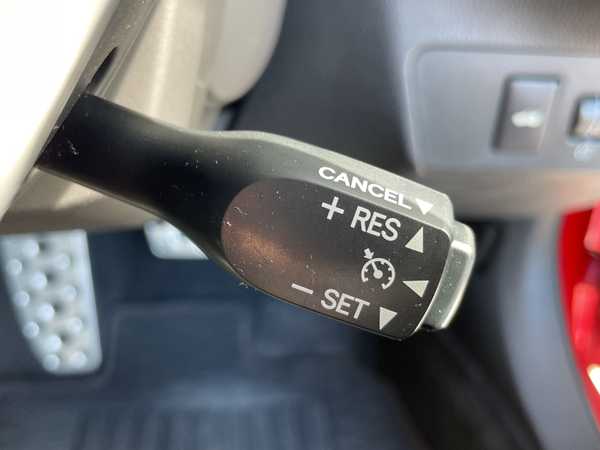 CANCEL ▼
+ RES ▲
◀
− SET ▼